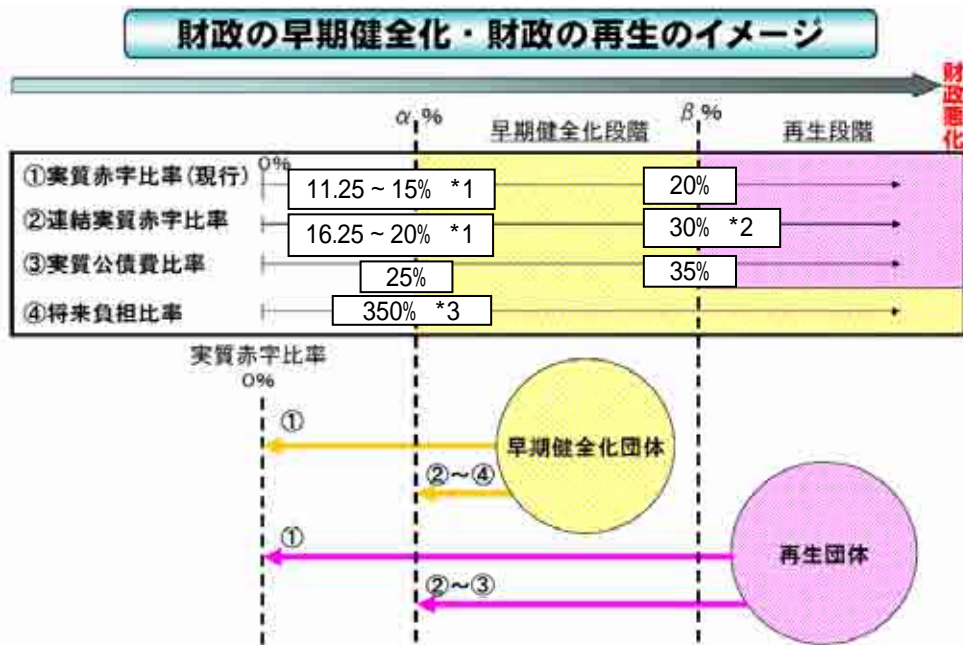 財政の早期健全化・財政の再生のイメージ
財政悪化
α %
早期健全化段階
β %
再生段階
0%
①実質赤字比率(現行)
11.25 ~ 15% *1
20%
②連結実質赤字比率
16.25 ~ 20% *1
30% *2
③実質公債費比率
25%
35%
④将来負担比率
350% *3
実質赤字比率
0%
①
早期健全化団体
②～④
①
再生団体
②～③